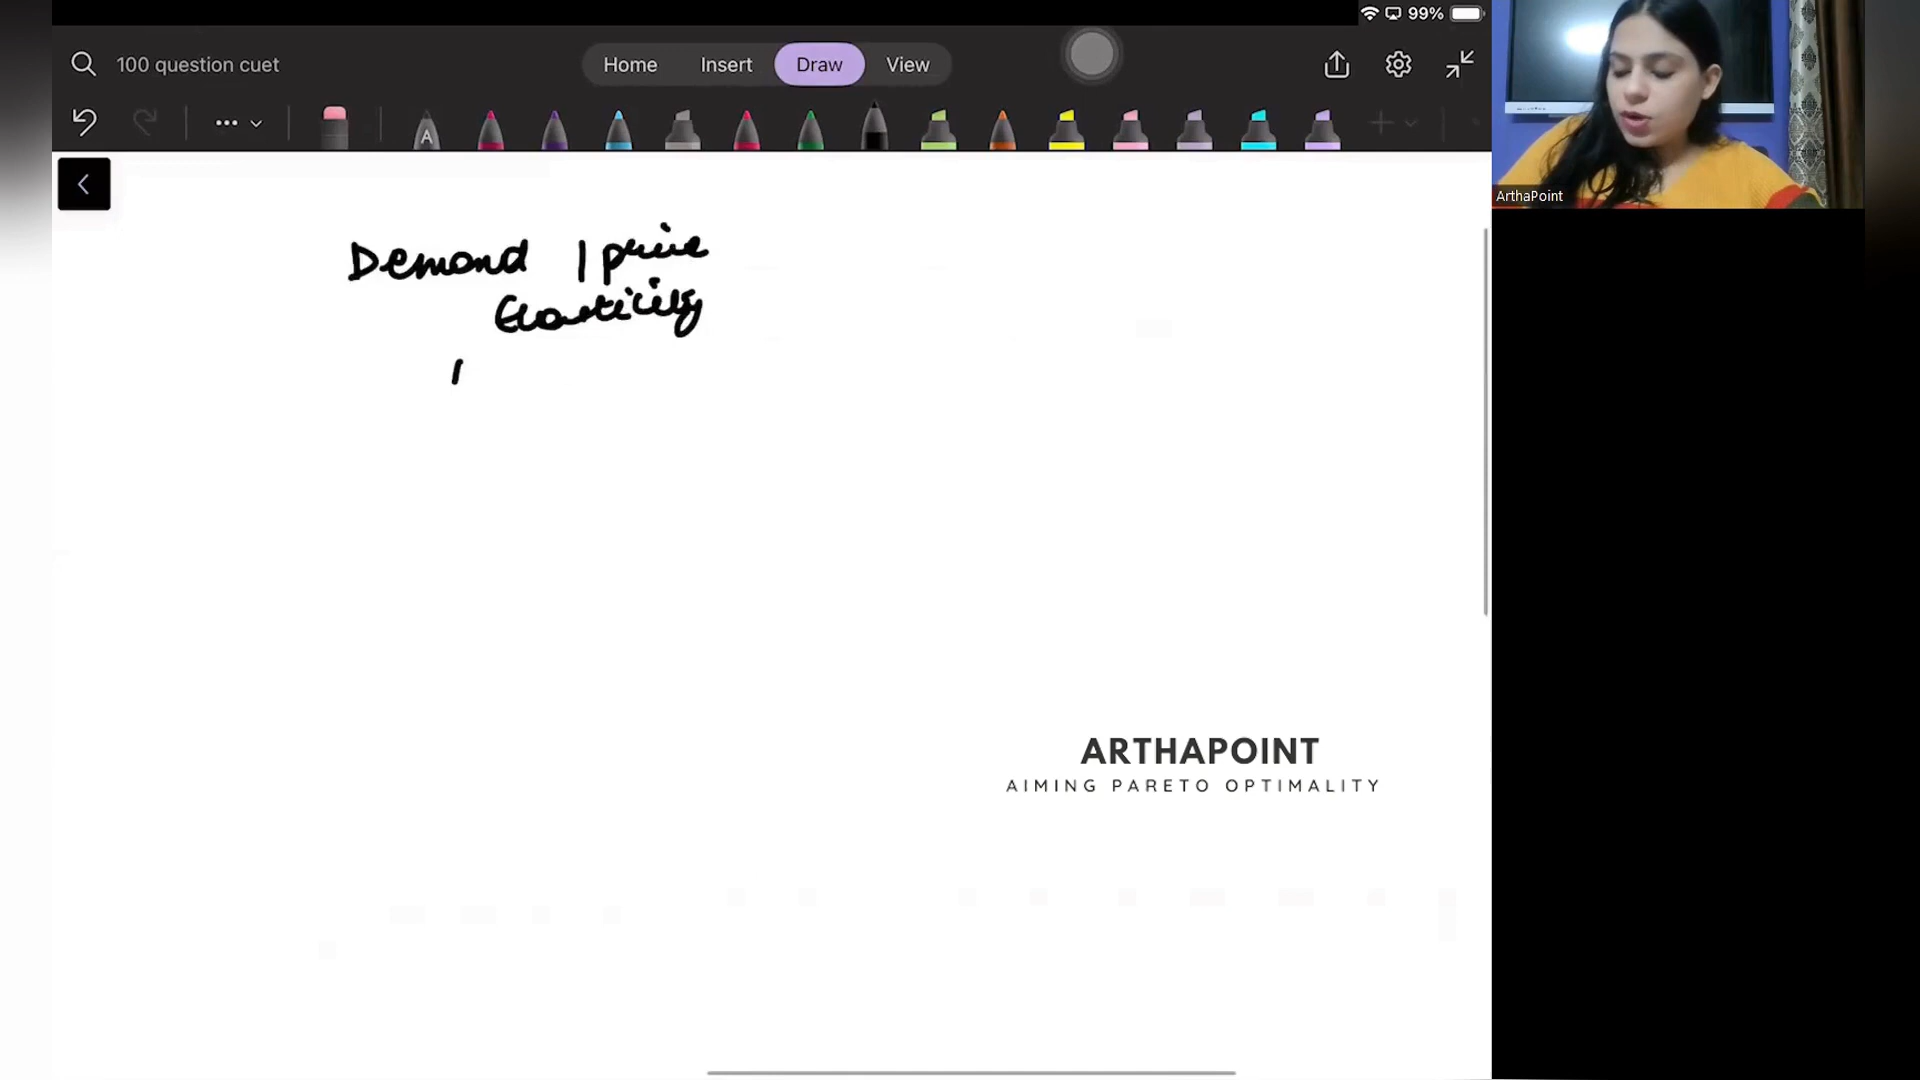 99%
100 question cuet
Home Insert Draw View
A
ArthaPoint
Demand | price
Elasticity
ARTHAPOINT
AIMING PARETO OPTIMALITY